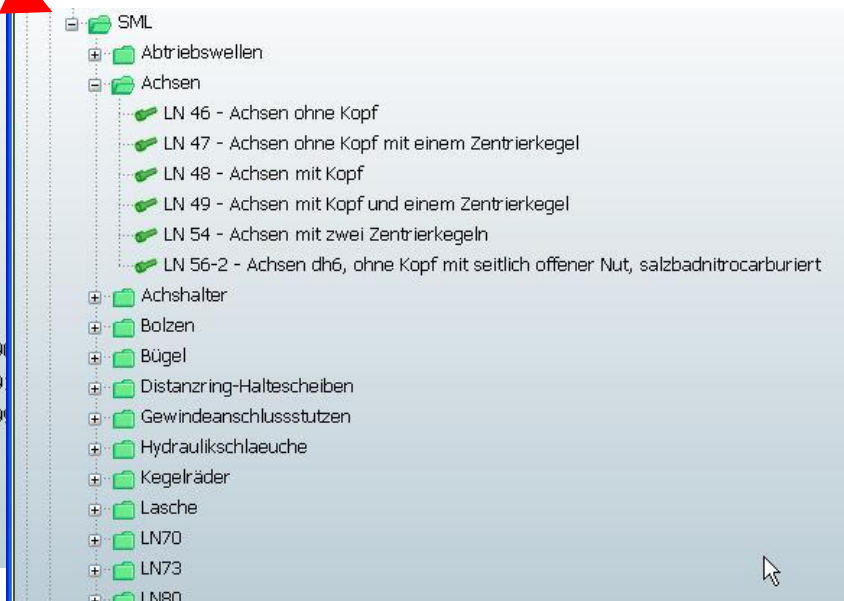 SML
Abtriebswellen
Achsen
LN 46 - Achsen ohne Kopf
LN 47 - Achsen ohne Kopf mit einem Zentrierkegel
LN 48 - Achsen mit Kopf
LN 49 - Achsen mit Kopf und einem Zentrierkegel
LN 54 - Achsen mit zwei Zentrierkegeln
LN 56-2 - Achsen dh6, ohne Kopf mit seitlich offener Nut, salzbadnitrocarburiert
Achshalter
Bolzen
Bügel
Distanzring-Haltescheiben
Gewindeanschlussstutzen
Hydraulikschlaeuche
Kegelräder
Lasche
LN70
LN73
LN80